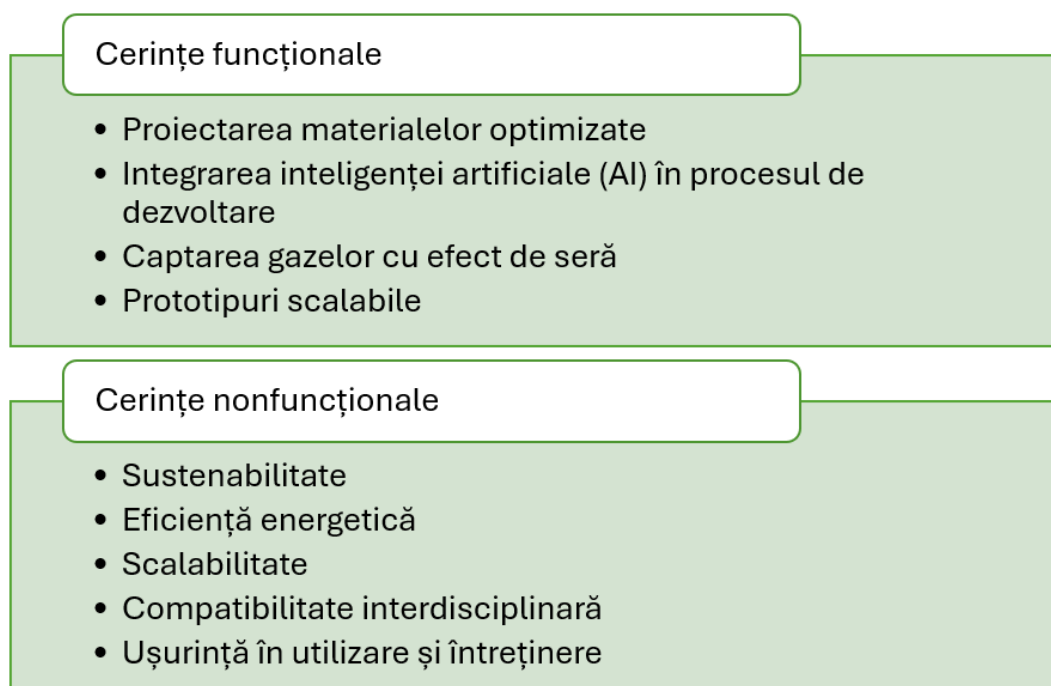 Cerințe funcționale
• Proiectarea materialelor optimizate
• Integrarea inteligenței artificiale (AI) în procesul de
dezvoltare
• Captarea gazelor cu efect de seră
• Prototipuri scalabile
Cerințe nonfuncționale
• Sustenabilitate
• Eficiență energetică
• Scalabilitate
• Compatibilitate interdisciplinară
• Ușurință în utilizare și întreținere